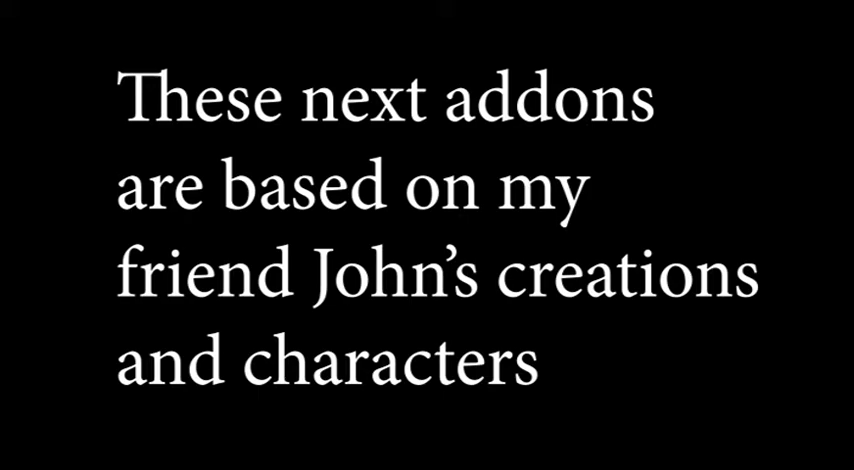 These next addons
are based on my
friend John’s creations
and characters